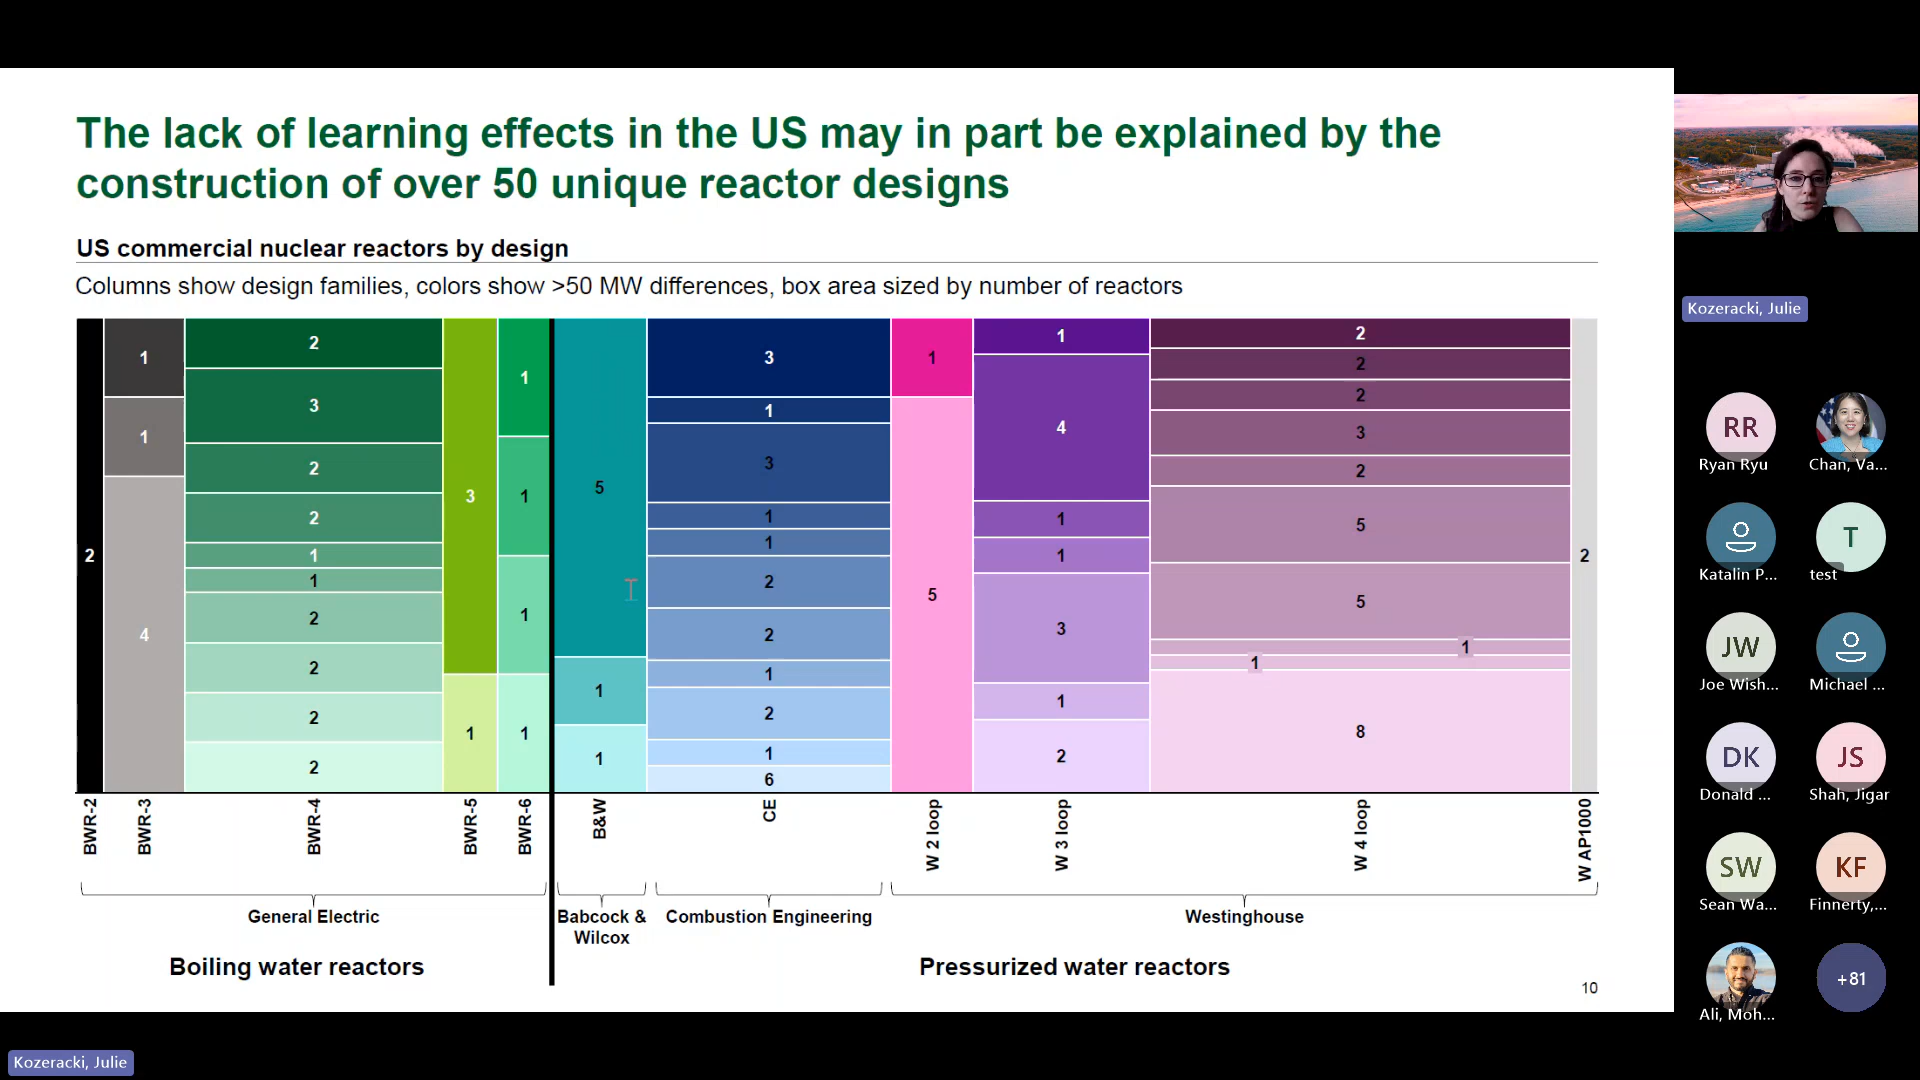 The lack of learning effects in the US may in part be explained by the
construction of over 50 unique reactor designs
US commercial nuclear reactors by design
Columns show design families, colors show >50 MW differences, box area sized by number of reactors
2
1
1
4
2
3
2
2
1
1
2
2
2
2
3
1
1
1
1
1
5
1
1
3
1
3
1
1
2
2
1
2
1
6
1
5
1
4
1
1
3
1
2
2
2
2
3
2
5
5
1
1
8
2
BWR-2
BWR-3
BWR-4
BWR-5
BWR-6
B&W
CE
W 2 loop
W 3 loop
W 4 loop
W AP1000
General Electric
Babcock &
Wilcox
Combustion Engineering
Westinghouse
Boiling water reactors
Pressurized water reactors
10
Kozeracki, Julie
RR
Ryan Ryu
Chan, Va...
Katalin P...
T
test
JW
Joe Wish...
Michael ...
DK
Donald ...
JS
Shah, Jigar
SW
Sean Wa...
KF
Finnerty,...
Ali, Moh...
+81
Kozeracki, Julie